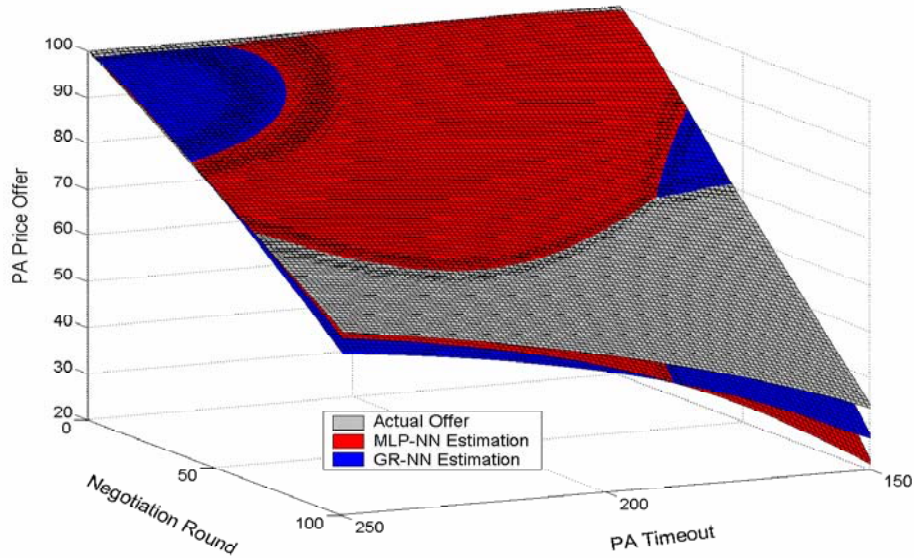 100
90
80
70
60
50
40
30
20
PA Price Offer
0
50
100
Negotiation Round
250
200
150
PA Timeout
Actual Offer
MLP-NN Estimation
GR-NN Estimation